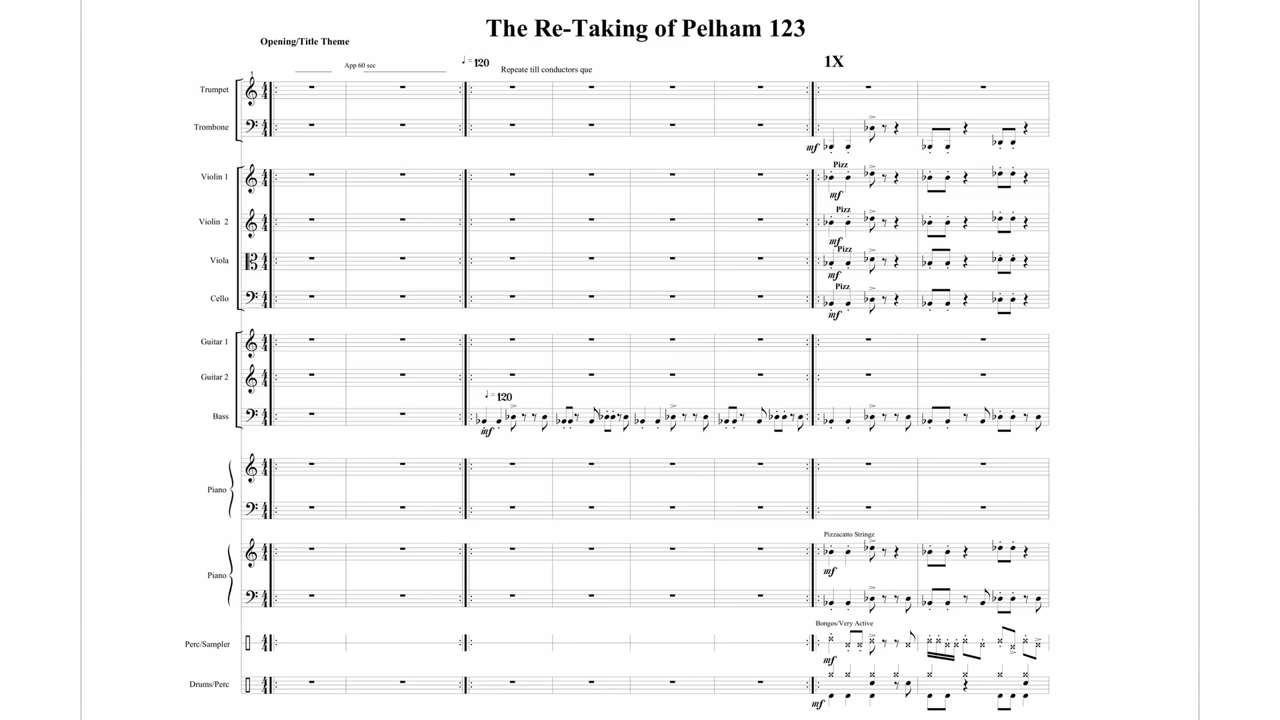 The Re-Taking of Pelham 123
Opening/Title Theme
App 60 sec
♩ = 120
Repeat till conductors que
1X
1
Trumpet
Trombone
mf
Violin 1
Pizz
mf
Violin 2
Pizz
mf
Viola
Pizz
mf
Cello
Pizz
mf
Guitar 1
Guitar 2
♩ = 120
Bass
mf
Piano
Pizzacatto Stringz
Piano
mf
Bongos/Very Active
Perc/Sampler
mf
Drums/Perc
mf